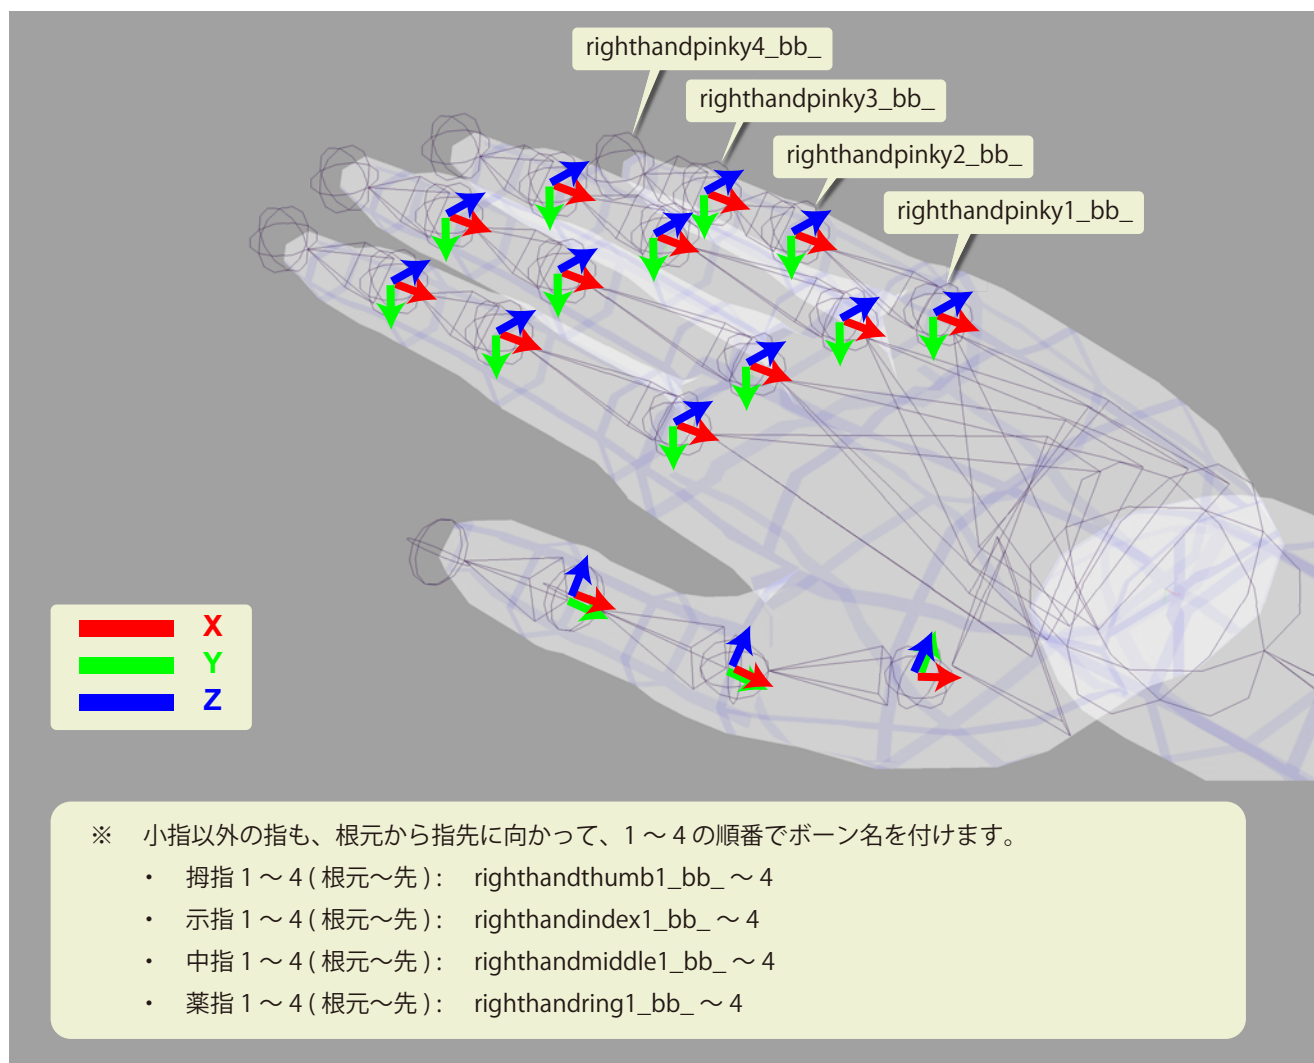 righthandpinky4_bb_
righthandpinky3_bb_
righthandpinky2_bb_
righthandpinky1_bb_
X
Y
Z
※ 小指以外の指も、根元から指先に向かって、1 ～ 4 の順番でボーン名を付けます。
・ 拇指 1 ～ 4 ( 根元～先 ) : righthandthumb1_bb_ ～ 4
・ 示指 1 ～ 4 ( 根元～先 ) : righthandindex1_bb_ ～ 4
・ 中指 1 ～ 4 ( 根元～先 ) : righthandmiddle1_bb_ ～ 4
・ 薬指 1 ～ 4 ( 根元～先 ) : righthandring1_bb_ ～ 4